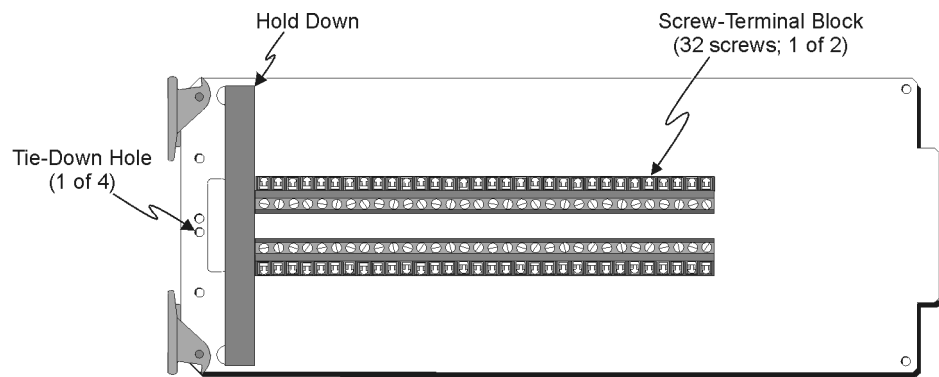 Hold Down
Screw-Terminal Block
(32 screws; 1 of 2)
Tie-Down Hole
(1 of 4)